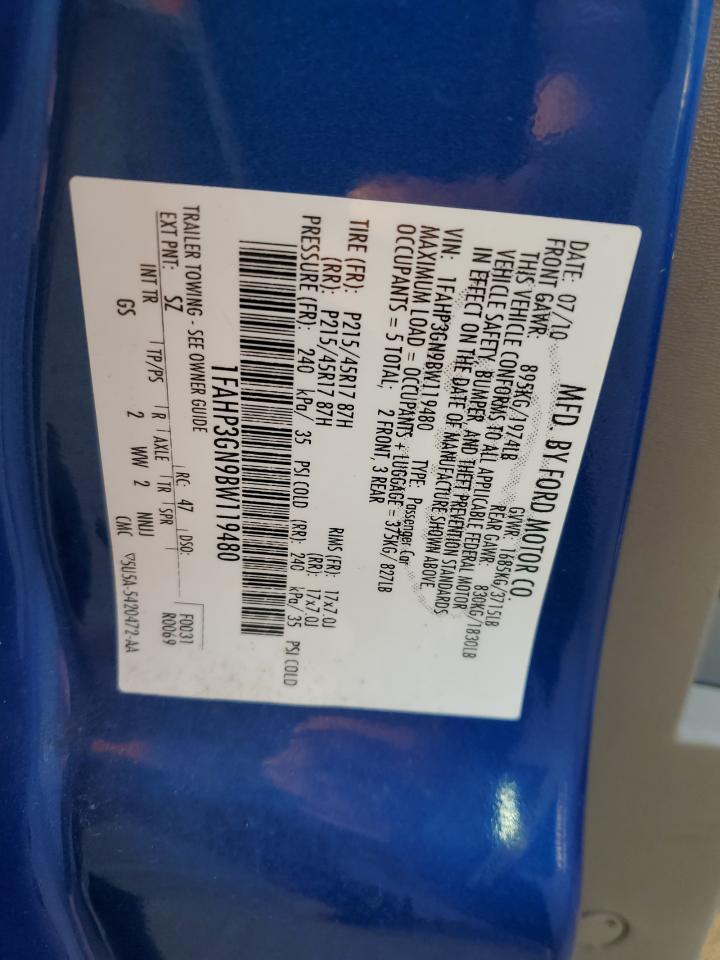 MFD. BY FORD MOTOR CO.
DATE: 07/10 GVWR: 1685KG/3715LB
FRONT GAWR: 895KG/1974LB REAR GAWR: 830KG/1830LB
THIS VEHICLE CONFORMS TO ALL APPLICABLE FEDERAL MOTOR
VEHICLE SAFETY, BUMPER, AND THEFT PREVENTION STANDARDS
IN EFFECT ON THE DATE OF MANUFACTURE SHOWN ABOVE.
VIN: 1FAHP3GN9BW119480 TYPE: Passenger Car
MAXIMUM LOAD = OCCUPANTS + LUGGAGE = 375KG/827LB
OCCUPANTS = 5 TOTAL, 2 FRONT, 3 REAR
TIRE (FR): P215/45R17 87H RIMS (FR): 17x7.0J
(RR): P215/45R17 87H (RR): 17x7.0J
PRESSURE (FR): 240 kPa/ 35 PSI COLD (RR): 240 kPa/ 35 PSI COLD
1FAHP3GN9BW119480
TRAILER TOWING - SEE OWNER GUIDE
EXT PNT: SZ RC: 47 DSO: F0031
INT TR TP/PS R AXLE TR SPR R0069
GS 2 WW 2 NNJJ
CMC ▽5U5A-5420472-AA